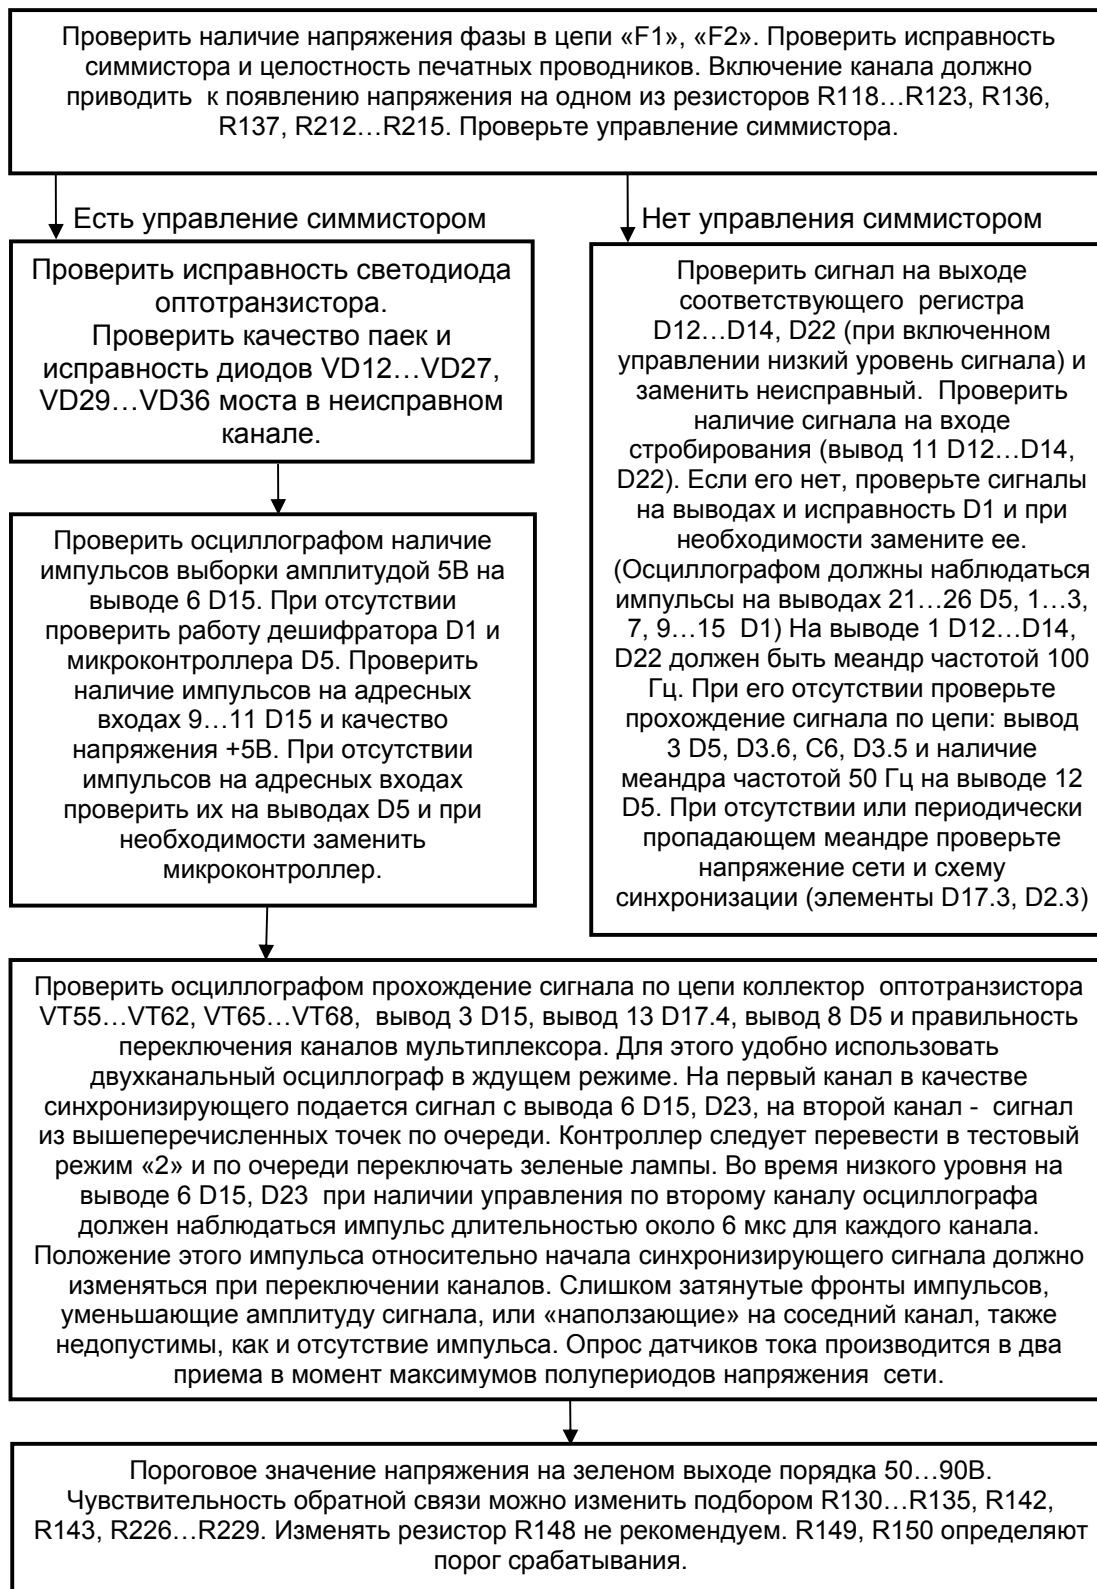 Проверить наличие напряжения фазы в цепи «F1», «F2». Проверить исправность
симмистора и целостность печатных проводников. Включение канала должно
приводить к появлению напряжения на одном из резисторов R118…R123, R136,
R137, R212…R215. Проверьте управление симмистора.
Есть управление симмистором
Проверить исправность светодиода
оптотранзистора.
Проверить качество паек и
исправность диодов VD12…VD27,
VD29…VD36 моста в неисправном
канале.
Проверить осциллографом наличие
импульсов выборки амплитудой 5В на
выводе 6 D15. При отсутствии
проверить работу дешифратора D1 и
микроконтроллера D5. Проверить
наличие импульсов на адресных
входах 9…11 D15 и качество
напряжения +5В. При отсутствии
импульсов на адресных входах
проверить их на выводах D5 и при
необходимости заменить
микроконтроллер.
Нет управления симмистором
Проверить сигнал на выходе
соответствующего регистра
D12…D14, D22 (при включенном
управлении низкий уровень сигнала) и
заменить неисправный. Проверить
наличие сигнала на входе
стробирования (вывод 11 D12…D14,
D22). Если его нет, проверьте сигналы
на выводах и исправность D1 и при
необходимости замените ее.
(Осциллографом должны наблюдаться
импульсы на выводах 21…26 D5, 1…3,
7, 9…15 D1) На выводе 1 D12…D14,
D22 должен быть меандр частотой 100
Гц. При его отсутствии проверьте
прохождение сигнала по цепи: вывод
3 D5, D3.6, C6, D3.5 и наличие
меандра частотой 50 Гц на выводе 12
D5. При отсутствии или периодически
пропадающем меандре проверьте
напряжение сети и схему
синхронизации (элементы D17.3, D2.3)
Проверить осциллографом прохождение сигнала по цепи коллектор оптотранзистора
VT55…VT62, VT65…VT68, вывод 3 D15, вывод 13 D17.4, вывод 8 D5 и правильность
переключения каналов мультиплексора. Для этого удобно использовать
двухканальный осциллограф в ждущем режиме. На первый канал в качестве
синхронизирующего подается сигнал с вывода 6 D15, D23, на второй канал - сигнал
из вышеперечисленных точек по очереди. Контроллер следует перевести в тестовый
режим «2» и по очереди переключать зеленые лампы. Во время низкого уровня на
выводе 6 D15, D23 при наличии управления по второму каналу осциллографа
должен наблюдаться импульс длительностью около 6 мкс для каждого канала.
Положение этого импульса относительно начала синхронизирующего сигнала должно
изменяться при переключении каналов. Слишком затянутые фронты импульсов,
уменьшающие амплитуду сигнала, или «наползающие» на соседний канал, также
недопустимы, как и отсутствие импульса. Опрос датчиков тока производится в два
приема в момент максимумов полупериодов напряжения сети.
Пороговое значение напряжения на зеленом выходе порядка 50…90В.
Чувствительность обратной связи можно изменить подбором R130…R135, R142,
R143, R226…R229. Изменять резистор R148 не рекомендуем. R149, R150 определяют
порог срабатывания.